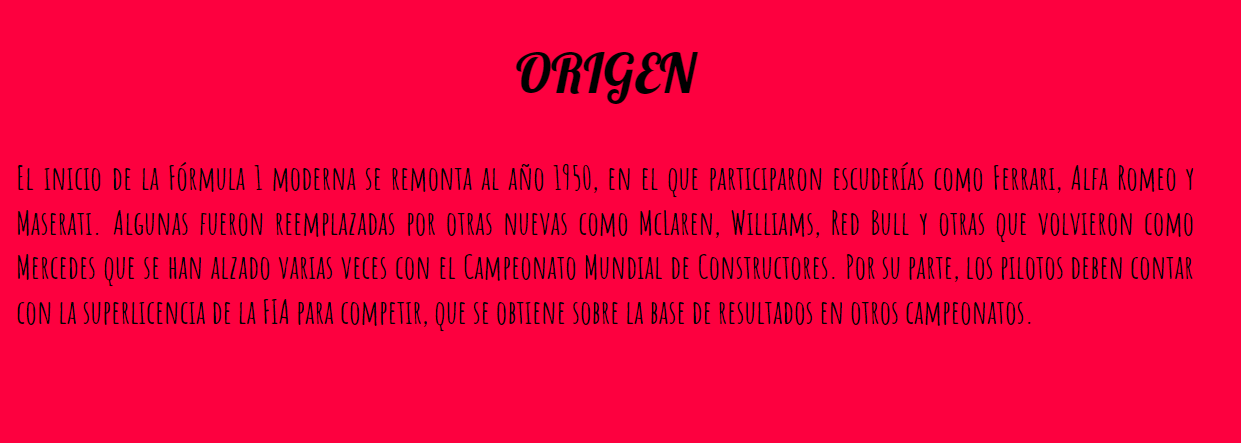 ORIGEN
El inicio de la Fórmula 1 moderna se remonta al año 1950, en el que participaron escuderías como Ferrari, Alfa Romeo y
Maserati. Algunas fueron reemplazadas por otras nuevas como McLaren, Williams, Red Bull y otras que volvieron como
Mercedes que se han alzado varias veces con el Campeonato Mundial de Constructores. Por su parte, los pilotos deben contar
con la superlicencia de la FIA para competir, que se obtiene sobre la base de resultados en otros campeonatos.